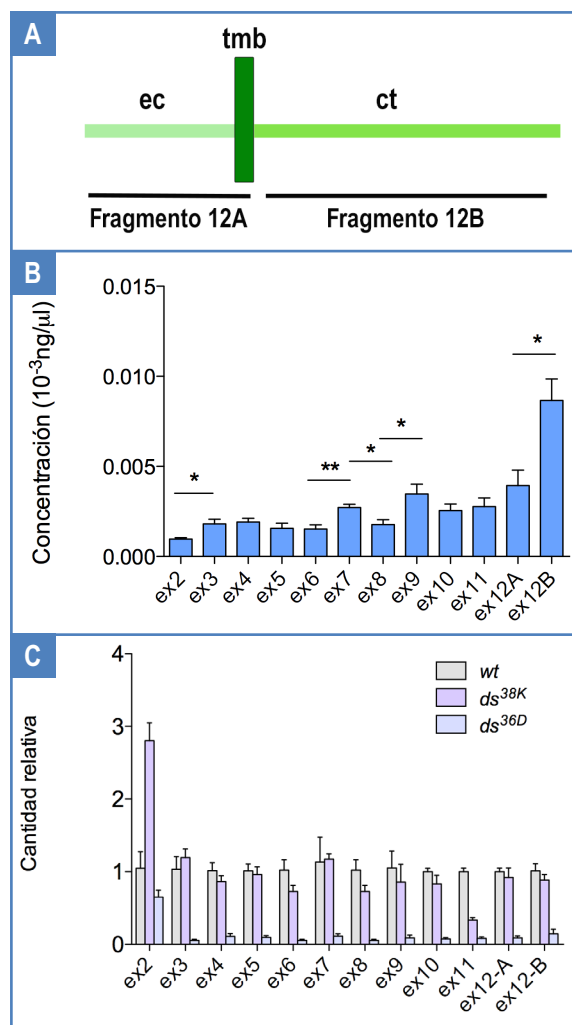 A
tmb
ec
ct
Fragmento 12A
Fragmento 12B
B
Concentración (10⁻³ng/µl)
0.015
0.010
0.005
0.000
*
**
*
*
*
ex2
ex3
ex4
ex5
ex6
ex7
ex8
ex9
ex10
ex11
ex12A
ex12B
C
Cantidad relativa
4
3
2
1
0
wt
ds³⁸ᴷ
ds³⁶ᴰ
ex2
ex3
ex4
ex5
ex6
ex7
ex8
ex9
ex10
ex11
ex12-A
ex12-B